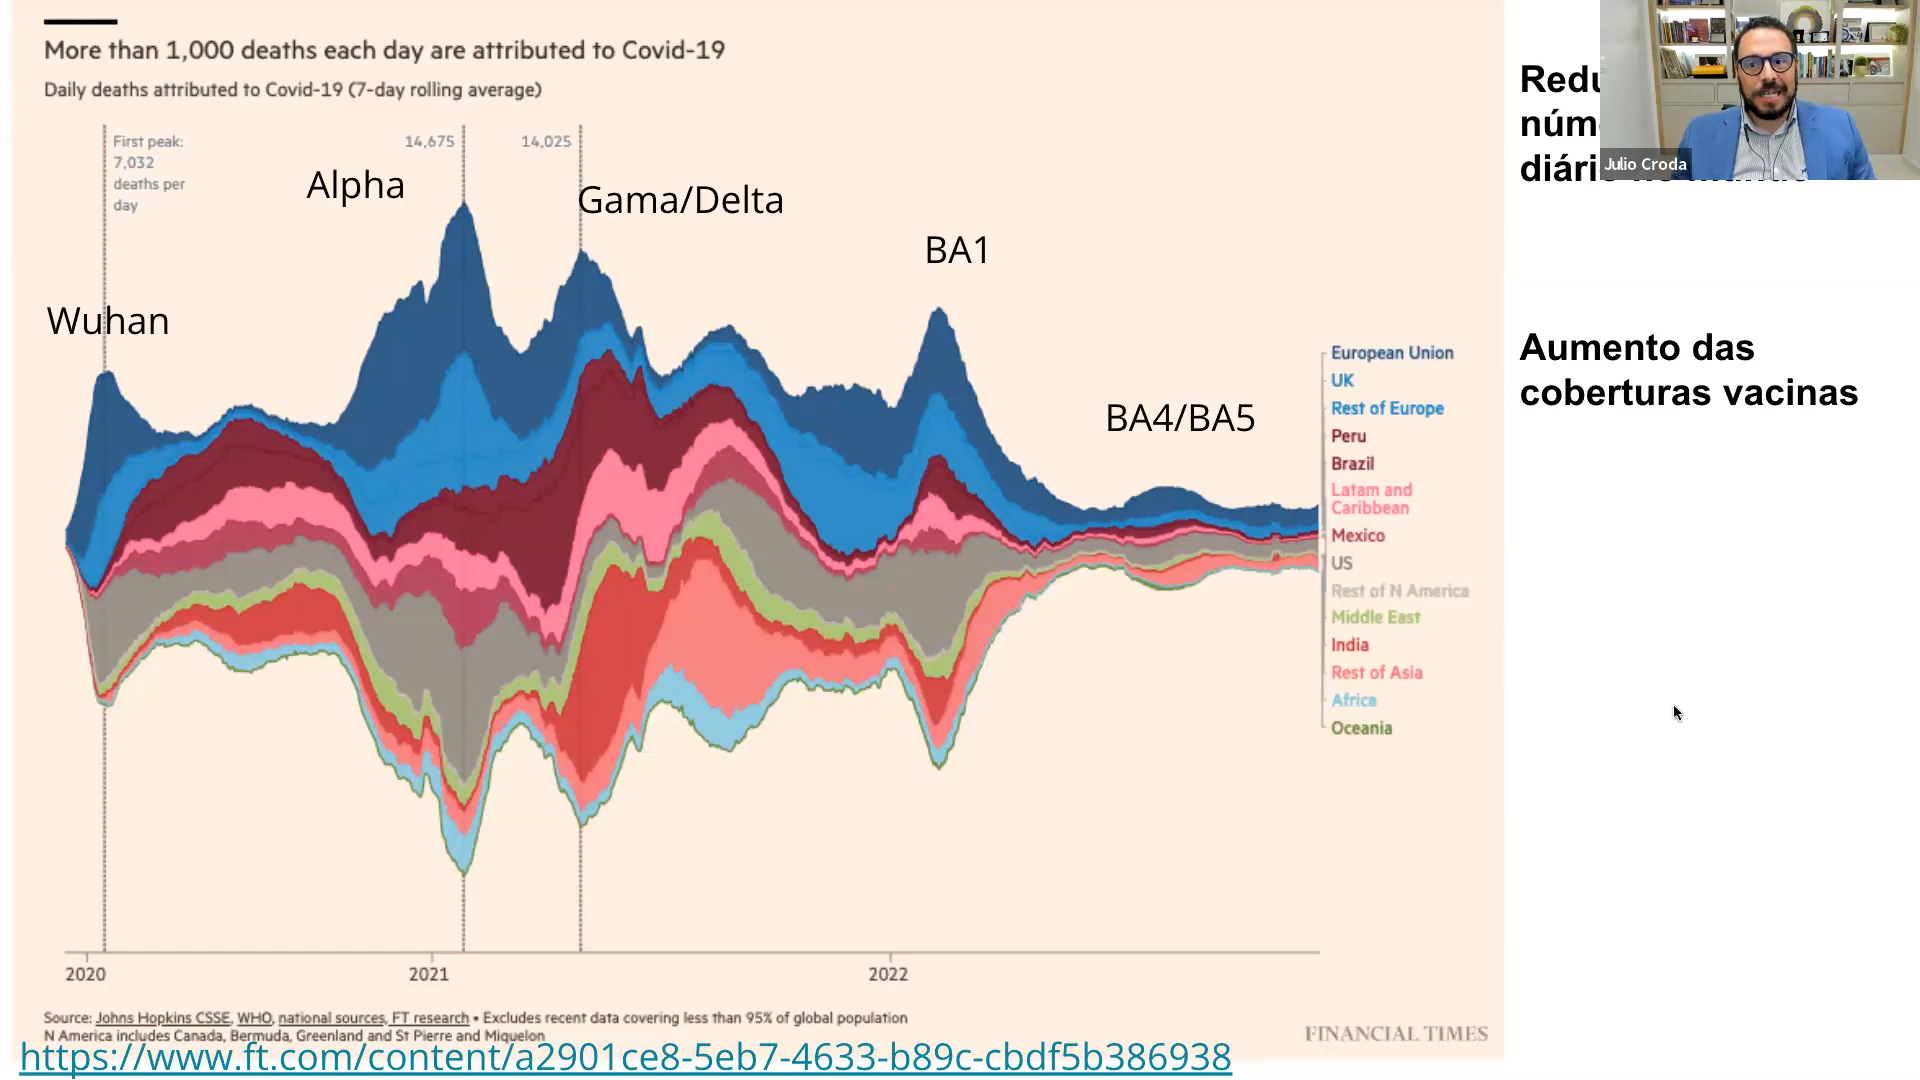 More than 1,000 deaths each day are attributed to Covid-19
Daily deaths attributed to Covid-19 (7-day rolling average)
First peak:
7,032
deaths per
day
14,675
14,025
Alpha
Gama/Delta
BA1
Wuhan
BA4/BA5
European Union
UK
Rest of Europe
Peru
Brazil
Latam and
Caribbean
Mexico
US
Rest of N America
Middle East
India
Rest of Asia
Africa
Oceania
2020
2021
2022
Source: Johns Hopkins CSSE, WHO, national sources, FT research • Excludes recent data covering less than 95% of global population
N America includes Canada, Bermuda, Greenland and St Pierre and Miquelon
FINANCIAL TIMES
https://www.ft.com/content/a2901ce8-5eb7-4633-b89c-cbdf5b386938
Julio Croda
Aumento das
coberturas vacinas